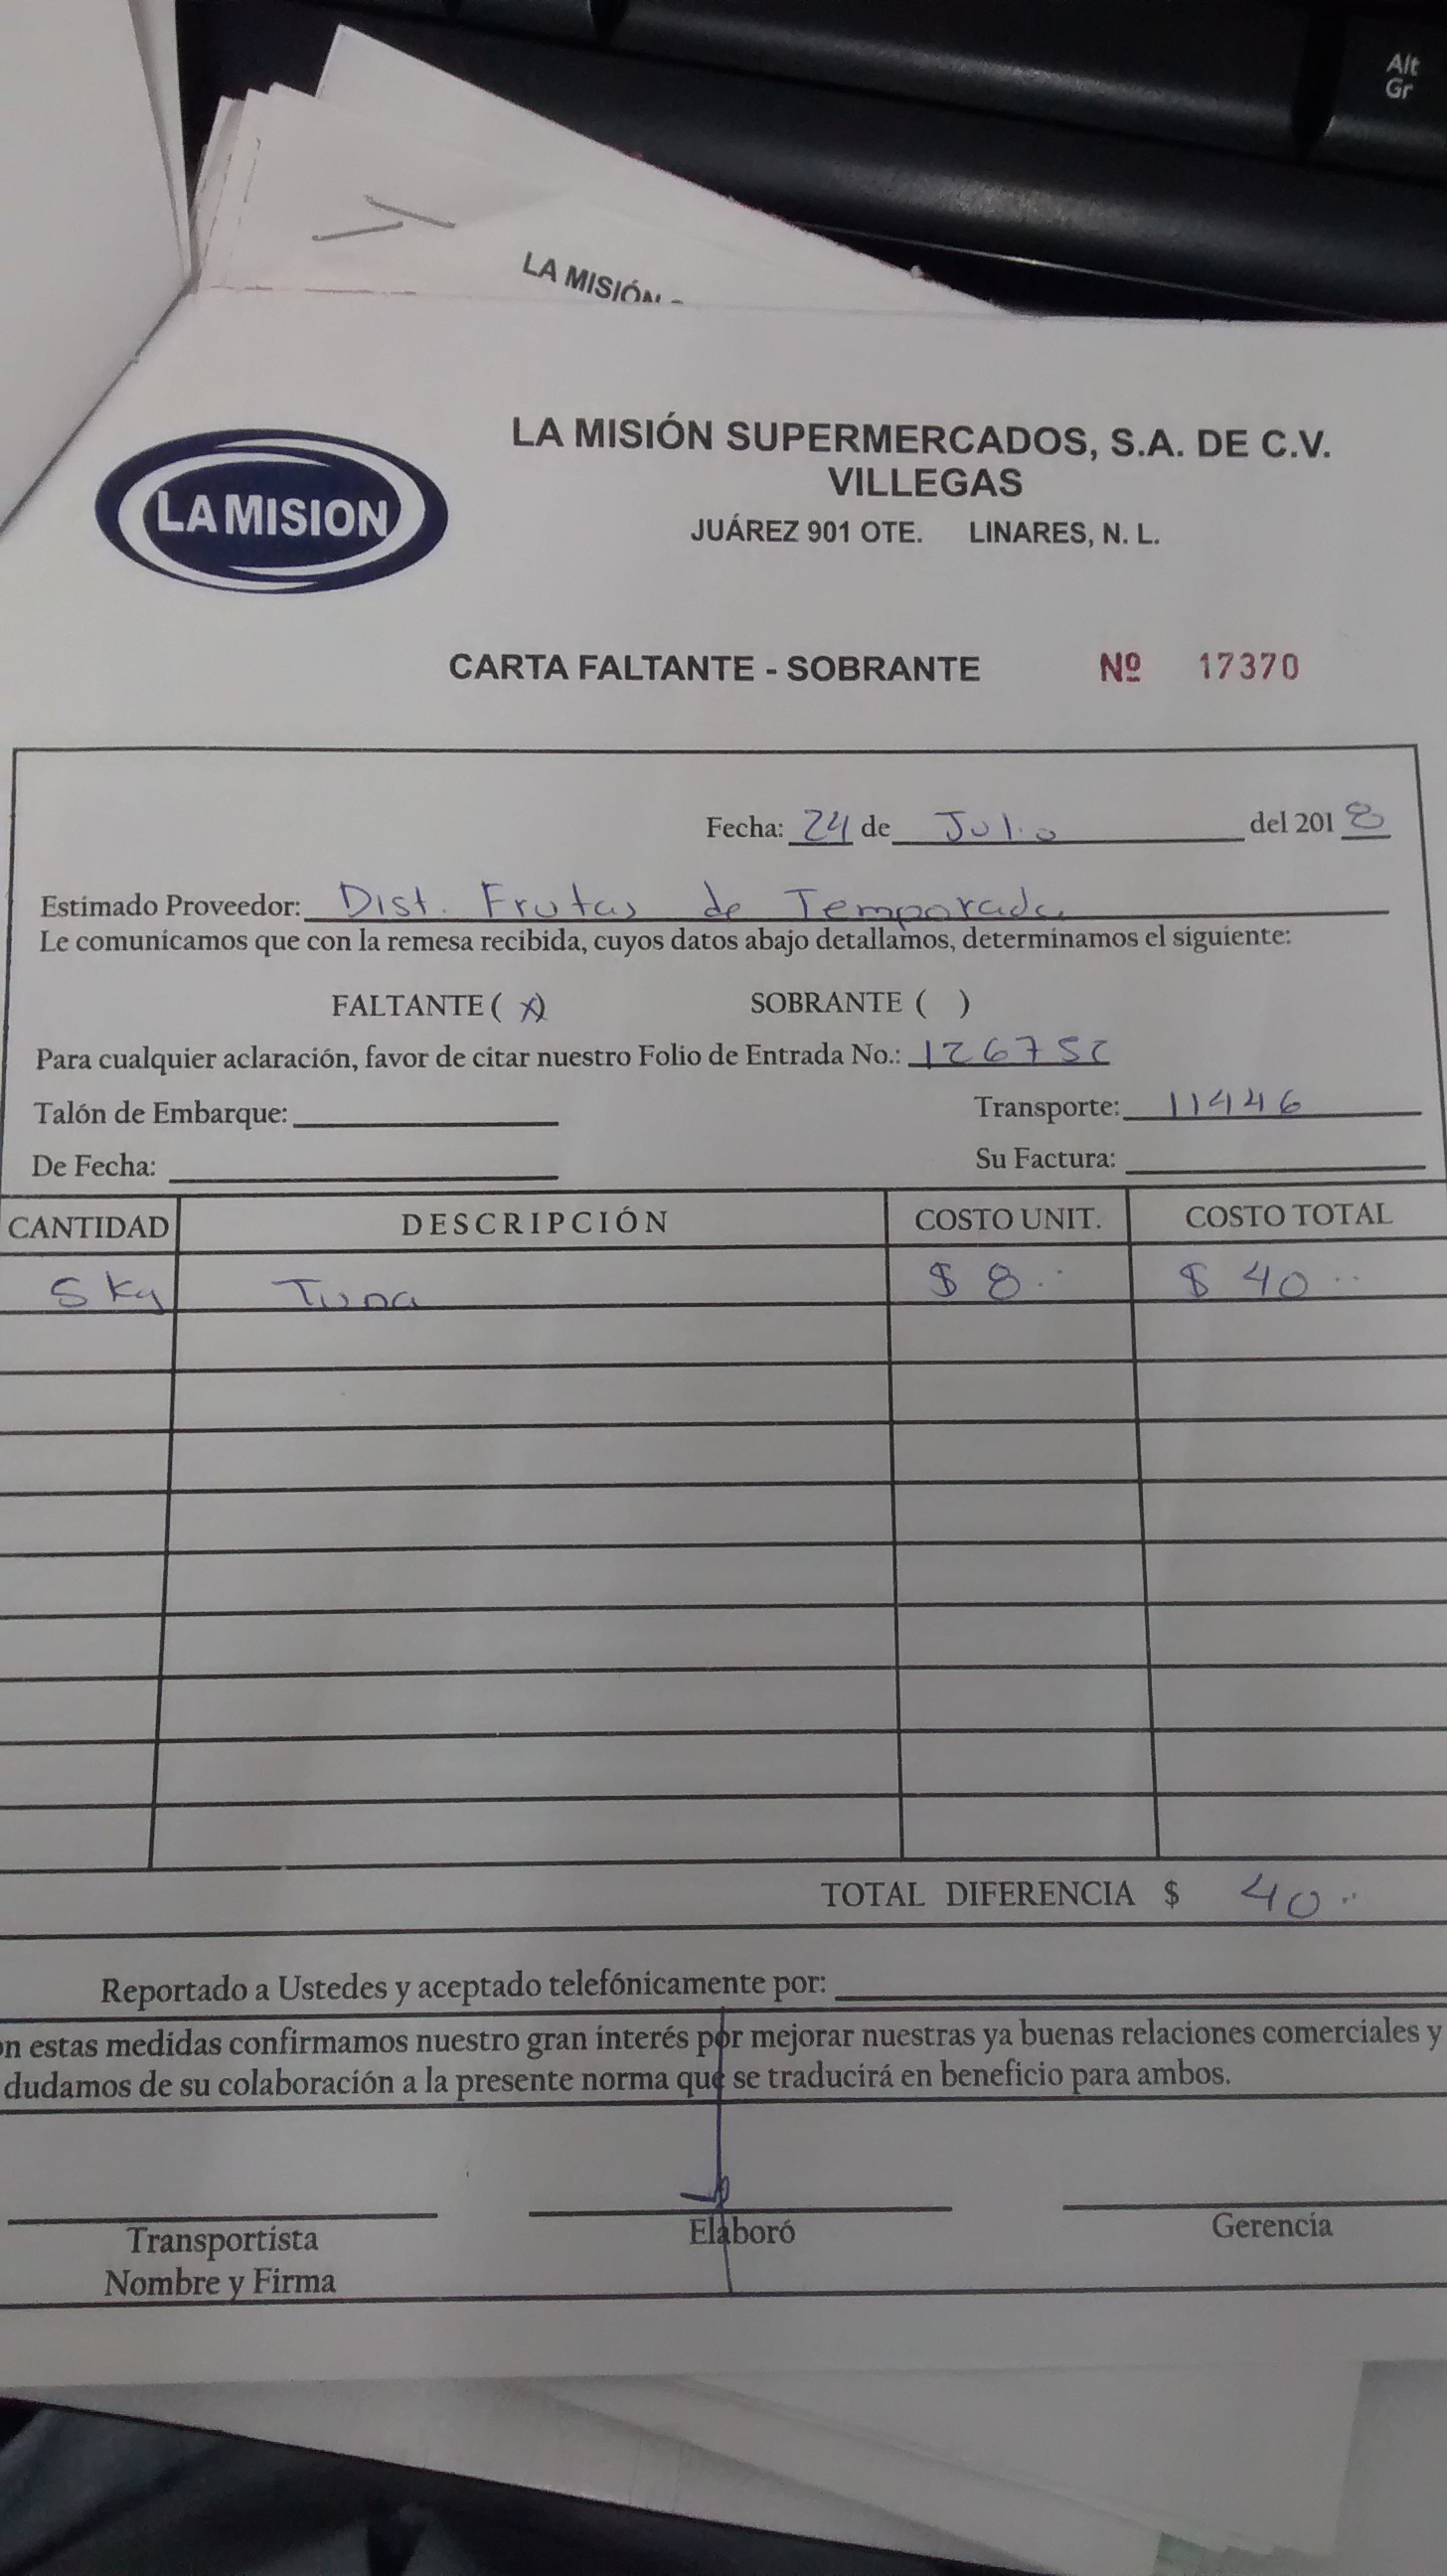 Alt
Gr
LA MISIÓN
LA MISIÓN SUPERMERCADOS, S.A. DE C.V.
VILLEGAS
JUÁREZ 901 OTE. LINARES, N. L.
LA MISION
CARTA FALTANTE - SOBRANTE Nº 17370
Fecha: 24 de Julio del 2018
Estimado Proveedor: Dist. Frutas de Temporada
Le comunicamos que con la remesa recibida, cuyos datos abajo detallamos, determinamos el siguiente:
FALTANTE ( x ) SOBRANTE ( )
Para cualquier aclaración, favor de citar nuestro Folio de Entrada No.: 126752
Talón de Embarque: Transporte: 11446
De Fecha: Su Factura:
CANTIDAD DESCRIPCIÓN COSTO UNIT. COSTO TOTAL
5 Kg Tuna $ 8.. $ 40..
TOTAL DIFERENCIA $ 40..
Reportado a Ustedes y aceptado telefónicamente por:
on estas medidas confirmamos nuestro gran interés por mejorar nuestras ya buenas relaciones comerciales y
dudamos de su colaboración a la presente norma que se traducirá en beneficio para ambos.
Transportista Elaboró Gerencia
Nombre y Firma